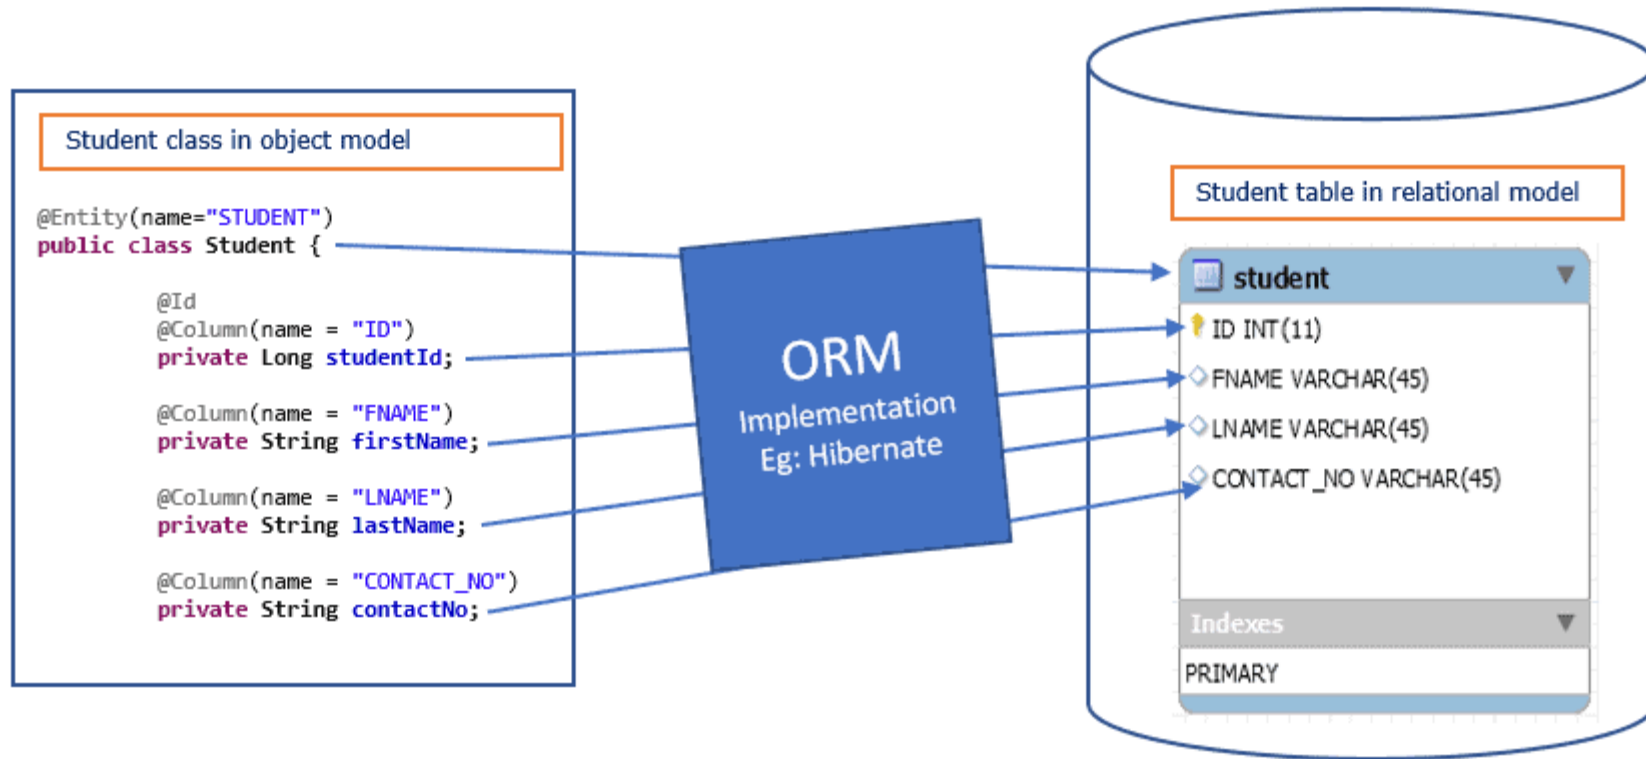 Student class in object model
@Entity(name="STUDENT")
public class Student {
@Id
@Column(name = "ID")
private Long studentId;
@Column(name = "FNAME")
private String firstName;
@Column(name = "LNAME")
private String lastName;
@Column(name = "CONTACT_NO")
private String contactNo;
ORM
Implementation
Eg: Hibernate
Student table in relational model
student
ID INT(11)
FNAME VARCHAR(45)
LNAME VARCHAR(45)
CONTACT_NO VARCHAR(45)
Indexes
PRIMARY